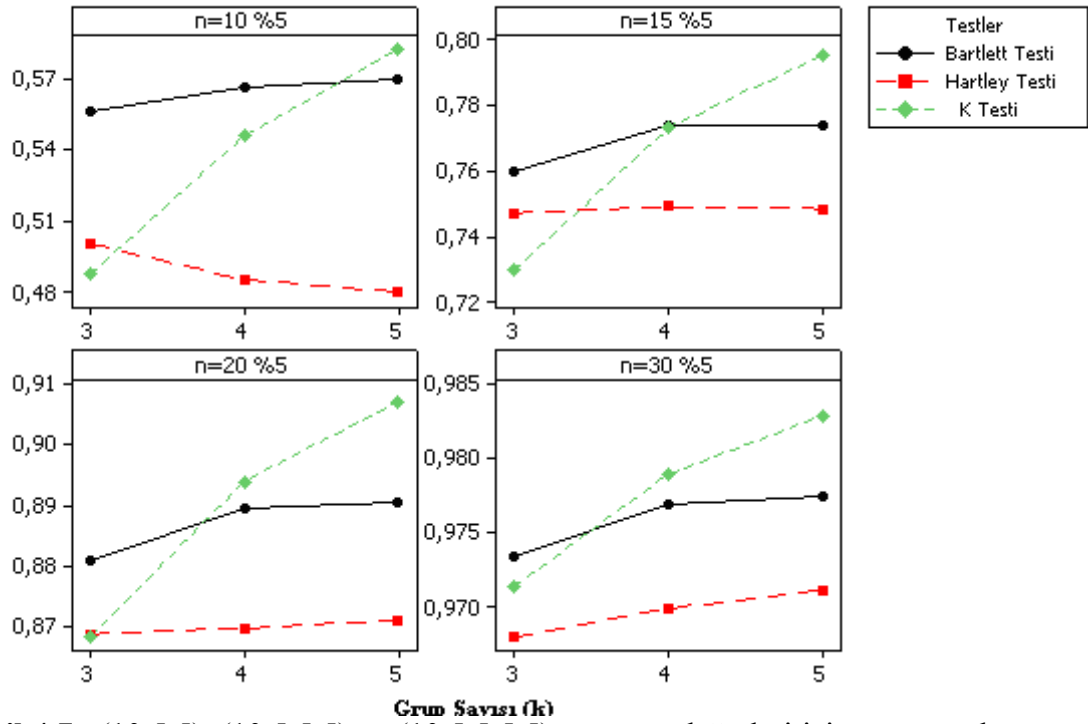 n=10 %5
0,57
0,54
0,51
0,48
3 4 5
n=15 %5
0,80
0,78
0,76
0,74
0,72
3 4 5
Testler
Bartlett Testi
Hartley Testi
K Testi
n=20 %5
0,91
0,90
0,89
0,88
0,87
3 4 5
n=30 %5
0,985
0,980
0,975
0,970
3 4 5
Grup Sayısı (k)